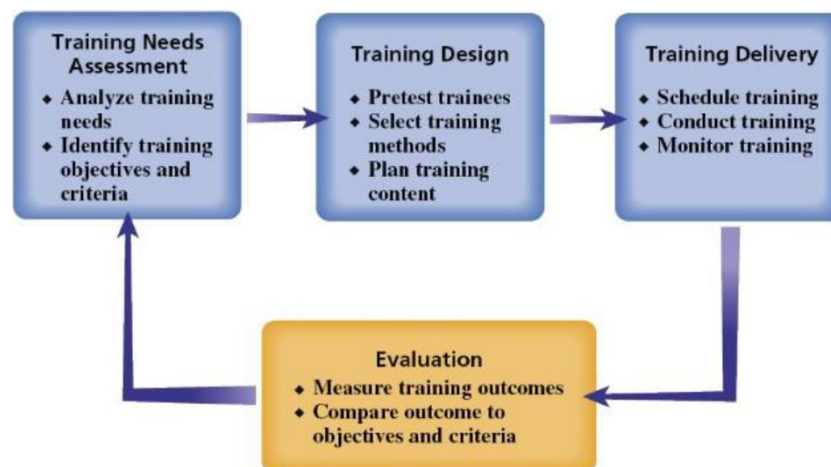 Training Needs
Assessment
◆ Analyze training
needs
◆ Identify training
objectives and
criteria
Training Design
◆ Pretest trainees
◆ Select training
methods
◆ Plan training
content
Training Delivery
◆ Schedule training
◆ Conduct training
◆ Monitor training
Evaluation
◆ Measure training outcomes
◆ Compare outcome to
objectives and criteria